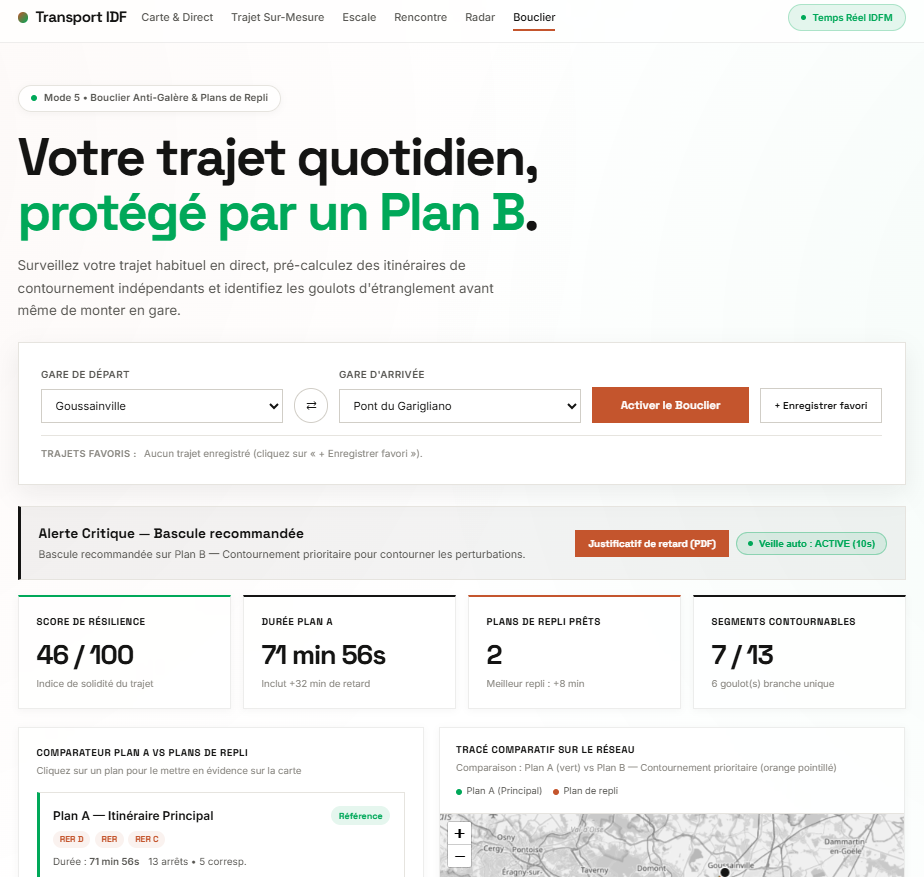 Transport IDF Carte & Direct Trajet Sur-Mesure Escale Rencontre Radar Bouclier Temps Réel IDFM
Mode 5 • Bouclier Anti-Galère & Plans de Repli
Votre trajet quotidien,
protégé par un Plan B.
Surveillez votre trajet habituel en direct, pré-calculez des itinéraires de
contournement indépendants et identifiez les goulots d'étranglement avant
même de monter en gare.
GARE DE DÉPART GARE D'ARRIVÉE
Goussainville ⇄ Pont du Garigliano Activer le Bouclier + Enregistrer favori
TRAJETS FAVORIS : Aucun trajet enregistré (cliquez sur « + Enregistrer favori »).
Alerte Critique — Bascule recommandée
Bascule recommandée sur Plan B — Contournement prioritaire pour contourner les perturbations.
Justificatif de retard (PDF) Veille auto : ACTIVE (10s)
SCORE DE RÉSILIENCE DURÉE PLAN A PLANS DE REPLI PRÊTS SEGMENTS CONTOURNABLES
46 / 100 71 min 56s 2 7 / 13
Indice de solidité du trajet Inclut +32 min de retard Meilleur repli : +8 min 6 goulot(s) branche unique
COMPARATEUR PLAN A VS PLANS DE REPLI
Cliquez sur un plan pour le mettre en évidence sur la carte
Plan A — Itinéraire Principal Référence
RER D RER RER C
Durée : 71 min 56s 13 arrêts • 5 corresp.
TRACÉ COMPARATIF SUR LE RÉSEAU
Comparaison : Plan A (vert) vs Plan B — Contournement prioritaire (orange pointillé)
Plan A (Principal) Plan de repli
+
−
Osny
Val-d'Oise
Cergy Pontoise
Éragny-sur-
Taverny
Domont
Goussainville
Dammartin
-en-Goële